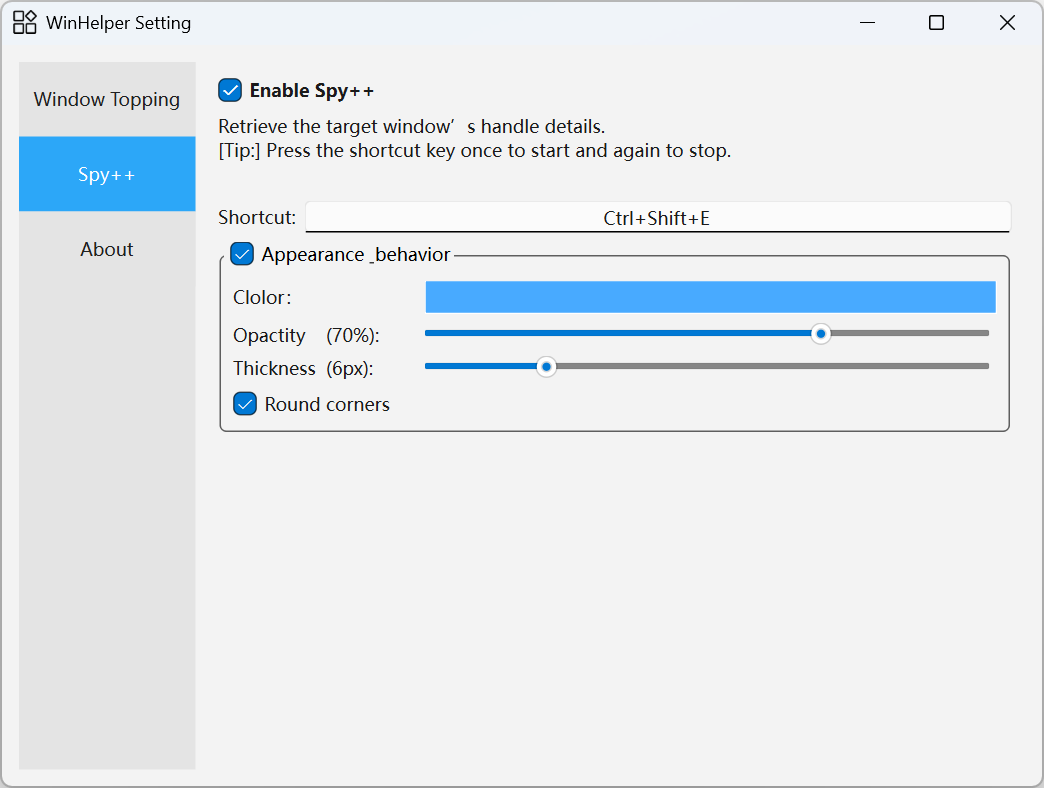 WinHelper Setting
Window Topping
Spy++
About
Enable Spy++
Retrieve the target window’s handle details.
[Tip:] Press the shortcut key once to start and again to stop.
Shortcut: Ctrl+Shift+E
Appearance _behavior
Clolor:
Opactity (70%):
Thickness (6px):
Round corners